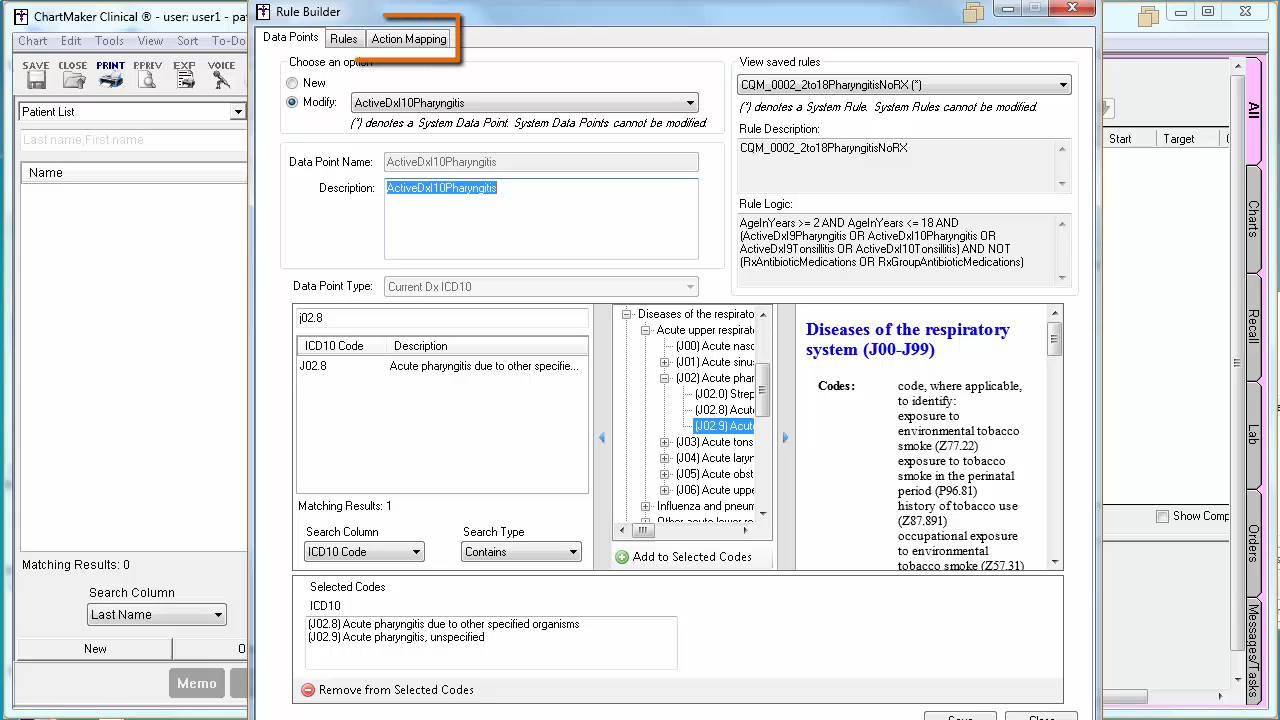 ChartMaker Clinical ® - user: user1 - pa
Chart Edit Tools View Sort To-Do
SAVE CLOSE PRINT PPREV EXP VOICE
Patient List
Last name,First name
Name
Matching Results: 0
Search Column
Last Name
New
Memo
Rule Builder
Data Points Rules Action Mapping
Choose an option
New
Modify: ActiveDxI10Pharyngitis
(*) denotes a System Data Point. System Data Points cannot be modified.
Data Point Name: ActiveDxI10Pharyngitis
Description: ActiveDxI10Pharyngitis
Data Point Type: Current Dx ICD10
View saved rules
CQM_0002_2to18PharyngitisNoRX (*)
(*) denotes a System Rule. System Rules cannot be modified.
Rule Description:
CQM_0002_2to18PharyngitisNoRX
Rule Logic:
AgeInYears >= 2 AND AgeInYears <= 18 AND
(ActiveDxI9Pharyngitis OR ActiveDxI10Pharyngitis OR
ActiveDxI9Tonsillitis OR ActiveDxI10Tonsillitis) AND NOT
(RxAntibioticMedications OR RxGroupAntibioticMedications)
j02.8
ICD10 Code Description
J02.8 Acute pharyngitis due to other specifie...
Matching Results: 1
Search Column Search Type
ICD10 Code Contains
Diseases of the respirato
Acute upper respirat
(J00) Acute nasc
(J01) Acute sinu
(J02) Acute phar
(J02.0) Strep
(J02.8) Acut
(J02.9) Acut
(J03) Acute tons
(J04) Acute laryn
(J05) Acute obst
(J06) Acute uppe
Influenza and pneum
Other acute lower r
Add to Selected Codes
Diseases of the respiratory
system (J00-J99)
Codes: code, where applicable,
to identify:
exposure to
environmental tobacco
smoke (Z77.22)
exposure to tobacco
smoke in the perinatal
period (P96.81)
history of tobacco use
(Z87.891)
occupational exposure
to environmental
tobacco smoke (Z57.31)
Selected Codes
ICD10
(J02.8) Acute pharyngitis due to other specified organisms
(J02.9) Acute pharyngitis, unspecified
Remove from Selected Codes
Save Close
Start Target
Show Comp
All
Charts
Recall
Lab
Orders
Messages/Tasks